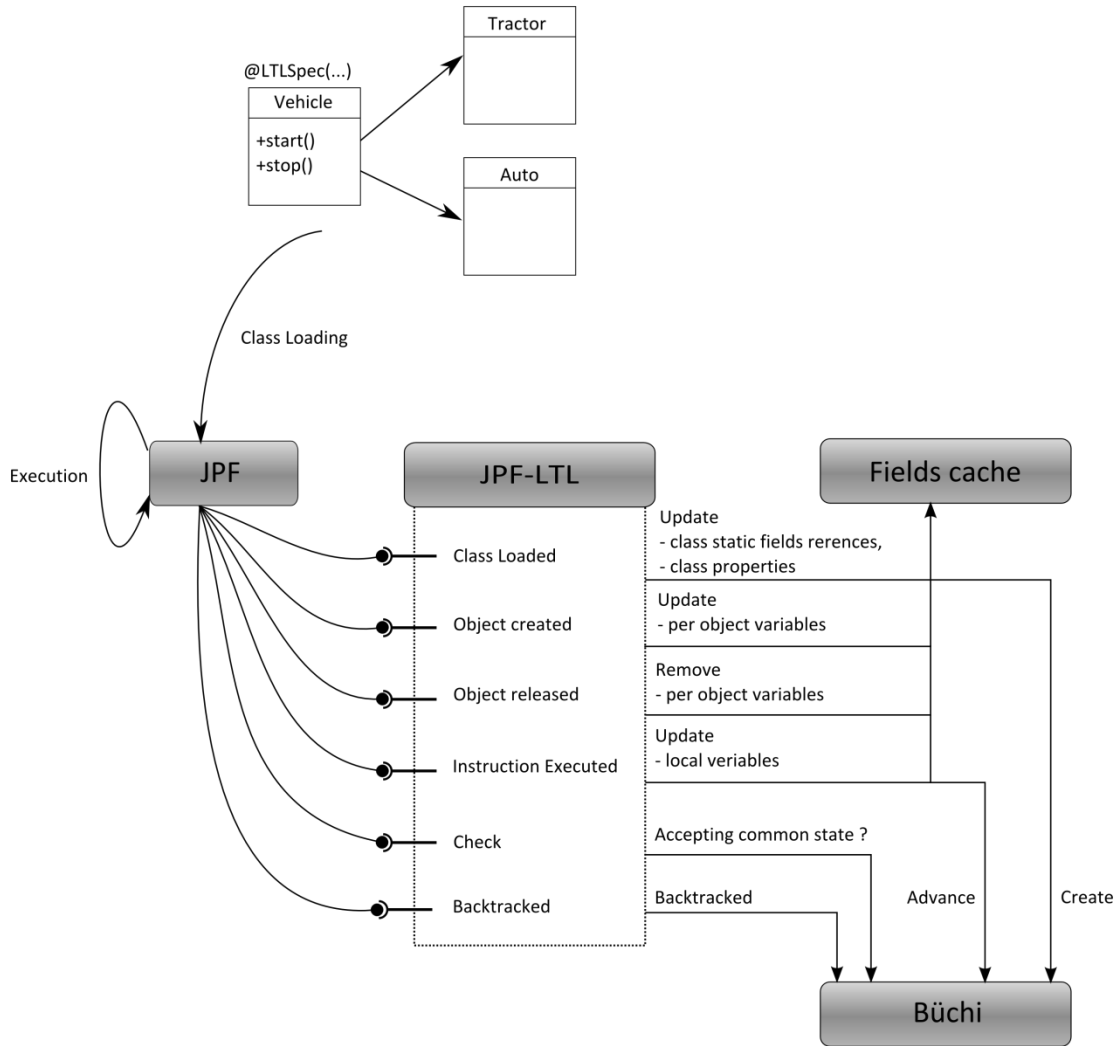 Tractor
@LTLSpec(...)
Vehicle
+start()
+stop()
Auto
Class Loading
Execution
JPF
JPF-LTL
Fields cache
Update
- class static fields rerences,
- class properties
Class Loaded
Update
- per object variables
Object created
Remove
- per object variables
Object released
Update
- local veriables
Instruction Executed
Accepting common state ?
Check
Backtracked
Backtracked
Advance
Create
Büchi